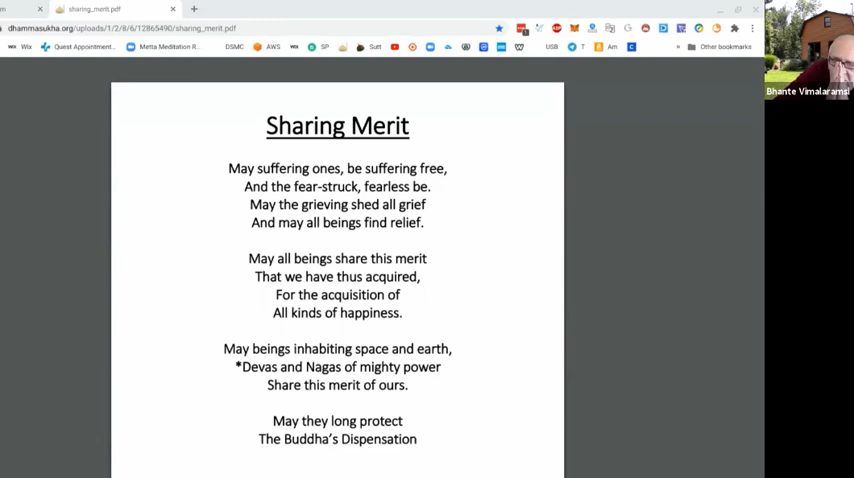 m
sharing_merit.pdf
dhammasukha.org/uploads/1/2/8/6/12865490/sharing_merit.pdf
Wix
Quest Appointment...
Metta Meditation R...
DSMC
AWS
SP
Sutt
USB
T
Am
Other bookmarks
Bhante Vimalaramsi
Sharing Merit
May suffering ones, be suffering free,
And the fear-struck, fearless be.
May the grieving shed all grief
And may all beings find relief.
May all beings share this merit
That we have thus acquired,
For the acquisition of
All kinds of happiness.
May beings inhabiting space and earth,
*Devas and Nagas of mighty power
Share this merit of ours.
May they long protect
The Buddha's Dispensation